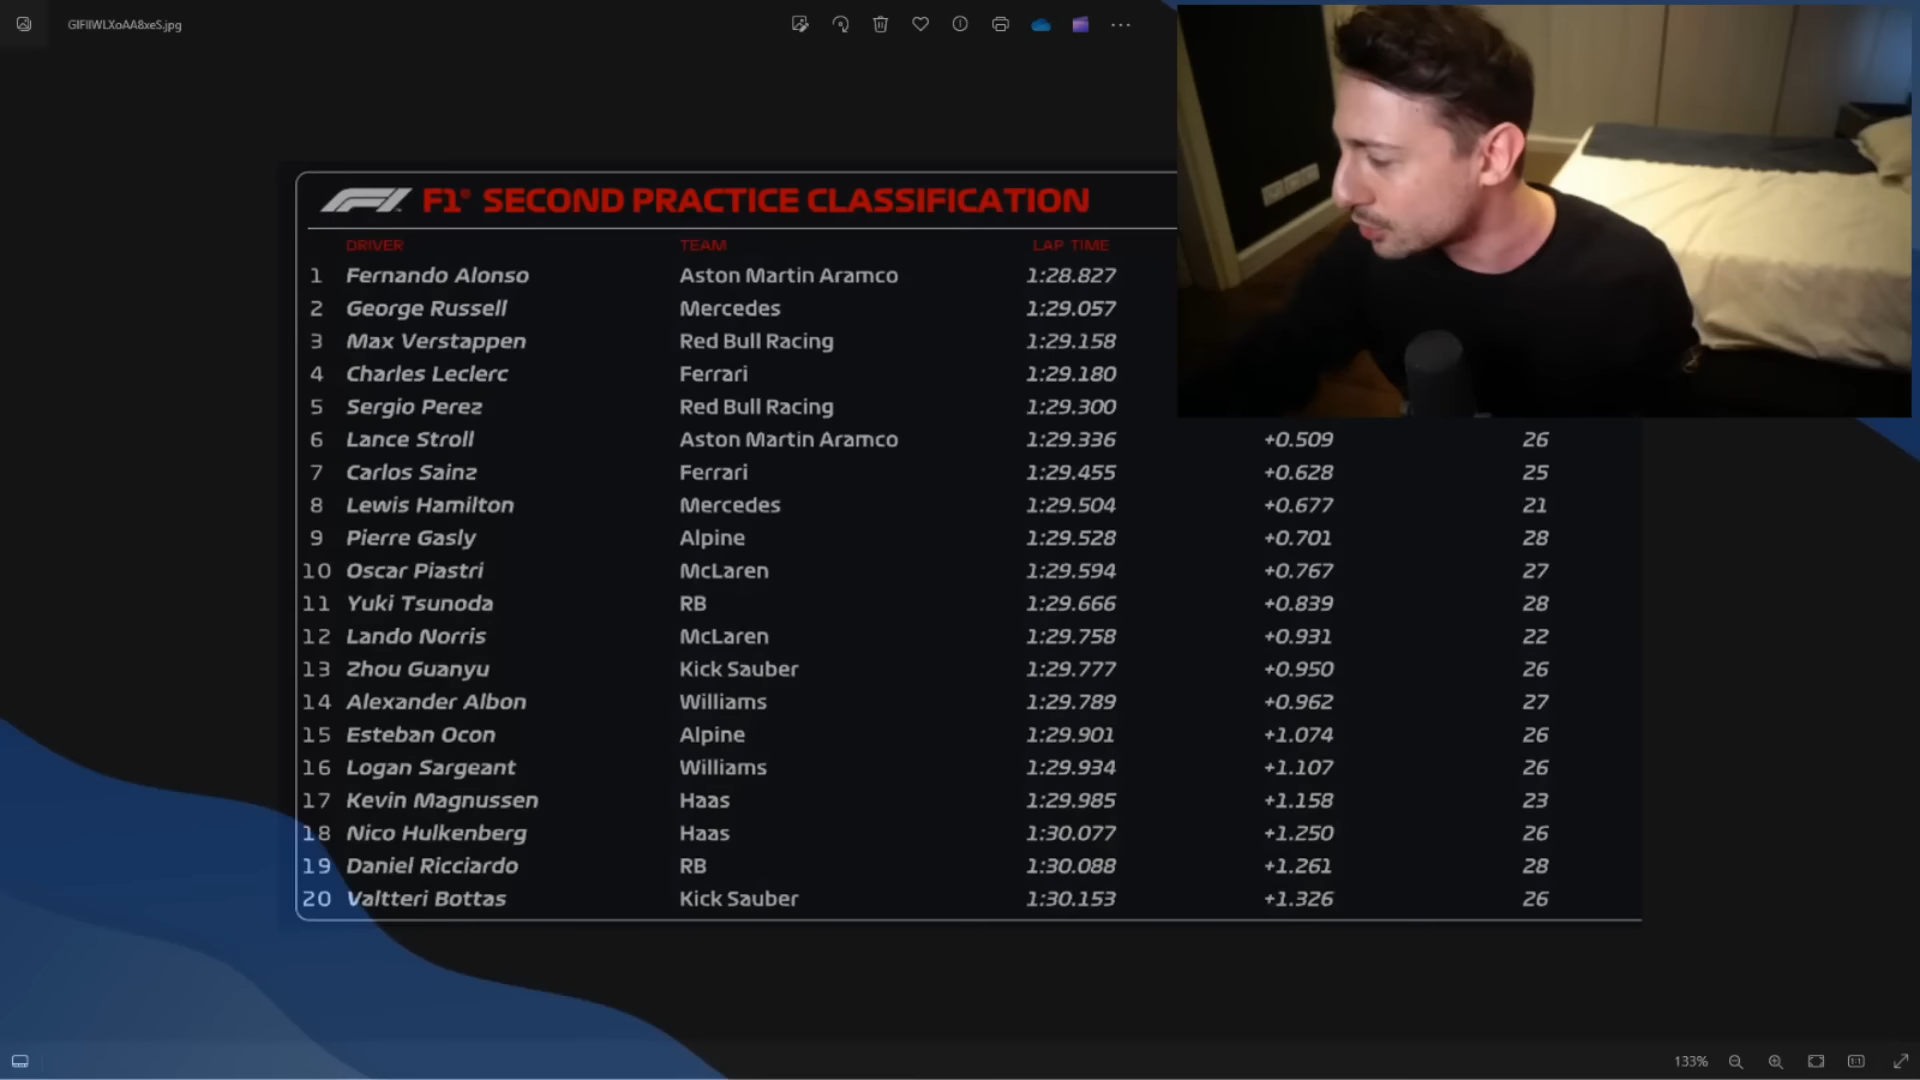 GIFIIWLXoAA8xeS.jpg
F1® SECOND PRACTICE CLASSIFICATION
DRIVER TEAM LAP TIME
1 Fernando Alonso Aston Martin Aramco 1:28.827
2 George Russell Mercedes 1:29.057
3 Max Verstappen Red Bull Racing 1:29.158
4 Charles Leclerc Ferrari 1:29.180
5 Sergio Perez Red Bull Racing 1:29.300
6 Lance Stroll Aston Martin Aramco 1:29.336 +0.509 26
7 Carlos Sainz Ferrari 1:29.455 +0.628 25
8 Lewis Hamilton Mercedes 1:29.504 +0.677 21
9 Pierre Gasly Alpine 1:29.528 +0.701 28
10 Oscar Piastri McLaren 1:29.594 +0.767 27
11 Yuki Tsunoda RB 1:29.666 +0.839 28
12 Lando Norris McLaren 1:29.758 +0.931 22
13 Zhou Guanyu Kick Sauber 1:29.777 +0.950 26
14 Alexander Albon Williams 1:29.789 +0.962 27
15 Esteban Ocon Alpine 1:29.901 +1.074 26
16 Logan Sargeant Williams 1:29.934 +1.107 26
17 Kevin Magnussen Haas 1:29.985 +1.158 23
18 Nico Hulkenberg Haas 1:30.077 +1.250 26
19 Daniel Ricciardo RB 1:30.088 +1.261 28
20 Valtteri Bottas Kick Sauber 1:30.153 +1.326 26
133%